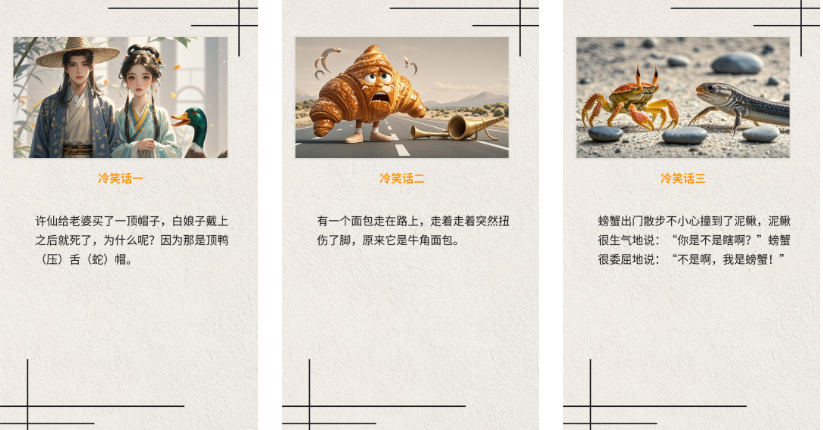 冷笑话一
许仙给老婆买了一顶帽子，白娘子戴上
之后就死了，为什么呢？因为那是顶鸭
（压）舌（蛇）帽。
冷笑话二
有一个面包走在路上，走着走着突然扭
伤了脚，原来它是牛角面包。
冷笑话三
螃蟹出门散步不小心撞到了泥鳅，泥鳅
很生气地说：“你是不是瞎啊？”螃蟹
很委屈地说：“不是啊，我是螃蟹！”